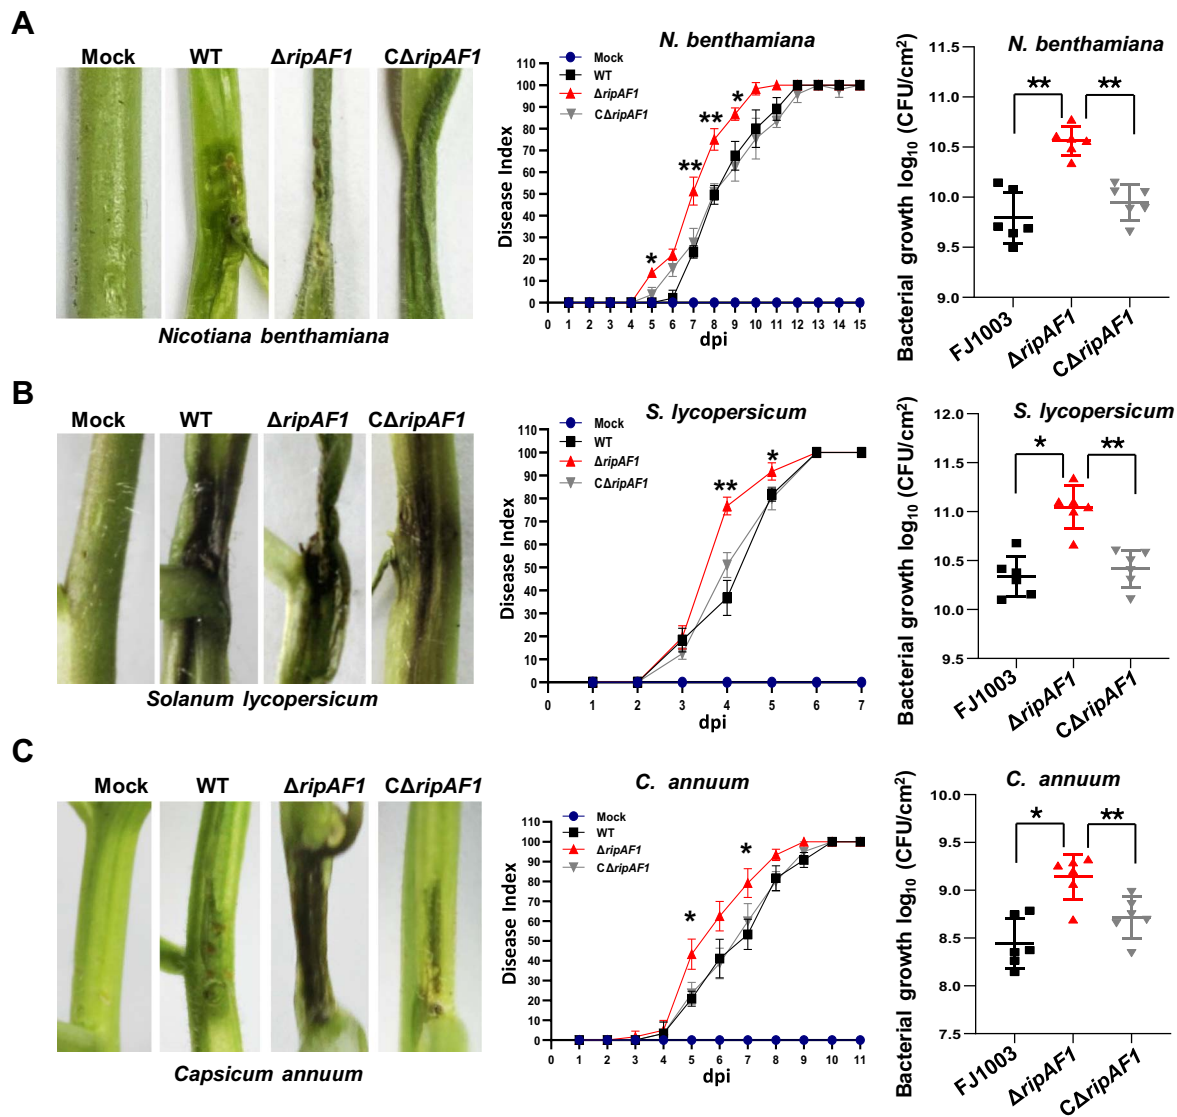 A
Mock WT ΔripAF1 CΔripAF1
Nicotiana benthamiana
N. benthamiana
Mock
WT
ΔripAF1
CΔripAF1
Disease Index
110
100
90
80
70
60
50
40
30
20
10
0
* ** ** *
0 1 2 3 4 5 6 7 8 9 10 11 12 13 14 15
dpi
N. benthamiana
Bacterial growth log10 (CFU/cm2)
11.5
11.0
10.5
10.0
9.5
9.0
** **
FJ1003 ΔripAF1 CΔripAF1
B
Mock WT ΔripAF1 CΔripAF1
Solanum lycopersicum
S. lycopersicum
Mock
WT
ΔripAF1
CΔripAF1
Disease Index
110
100
90
80
70
60
50
40
30
20
10
0
** *
0 1 2 3 4 5 6 7
dpi
S. lycopersicum
Bacterial growth log10 (CFU/cm2)
12.0
11.5
11.0
10.5
10.0
9.5
* **
FJ1003 ΔripAF1 CΔripAF1
C
Mock WT ΔripAF1 CΔripAF1
Capsicum annuum
C. annuum
Mock
WT
ΔripAF1
CΔripAF1
Disease Index
110
100
90
80
70
60
50
40
30
20
10
0
* *
0 1 2 3 4 5 6 7 8 9 10 11
dpi
C. annuum
Bacterial growth log10 (CFU/cm2)
10.0
9.5
9.0
8.5
8.0
7.5
* **
FJ1003 ΔripAF1 CΔripAF1